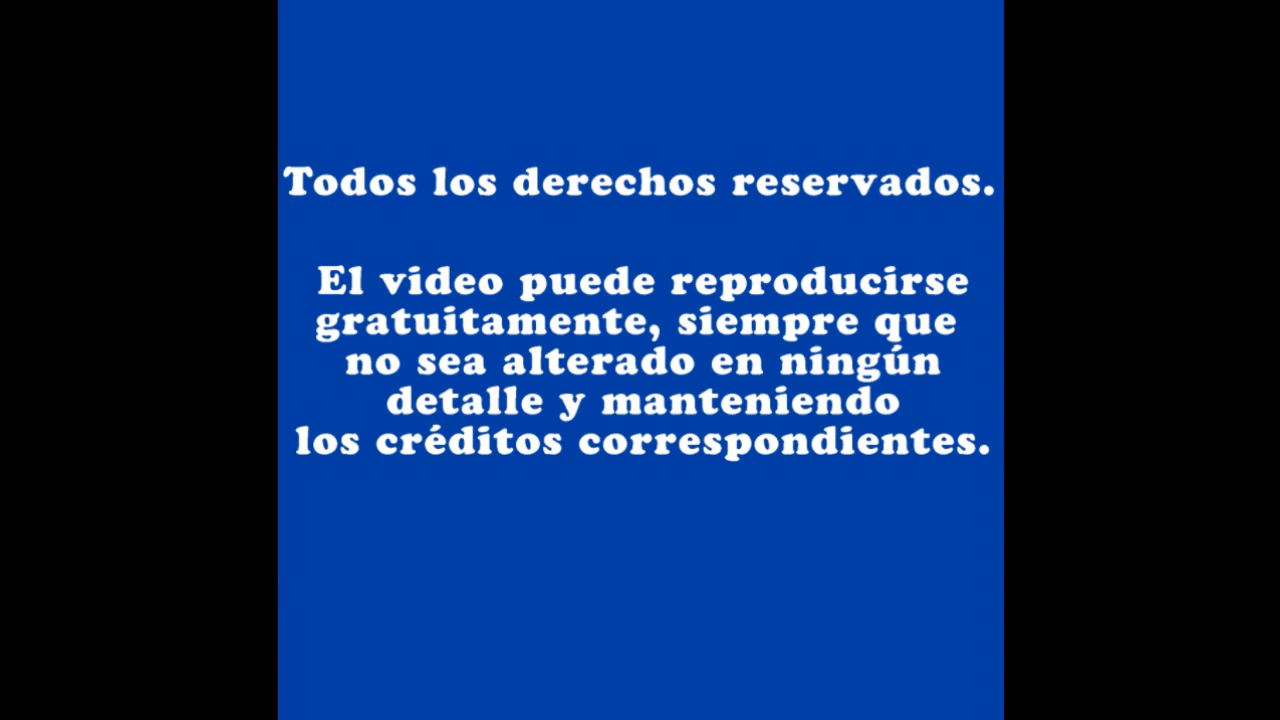 Todos los derechos reservados.
El video puede reproducirse
gratuitamente, siempre que
no sea alterado en ningún
detalle y manteniendo
los créditos correspondientes.